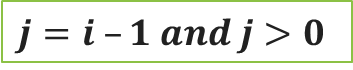 j = i – 1 and j > 0